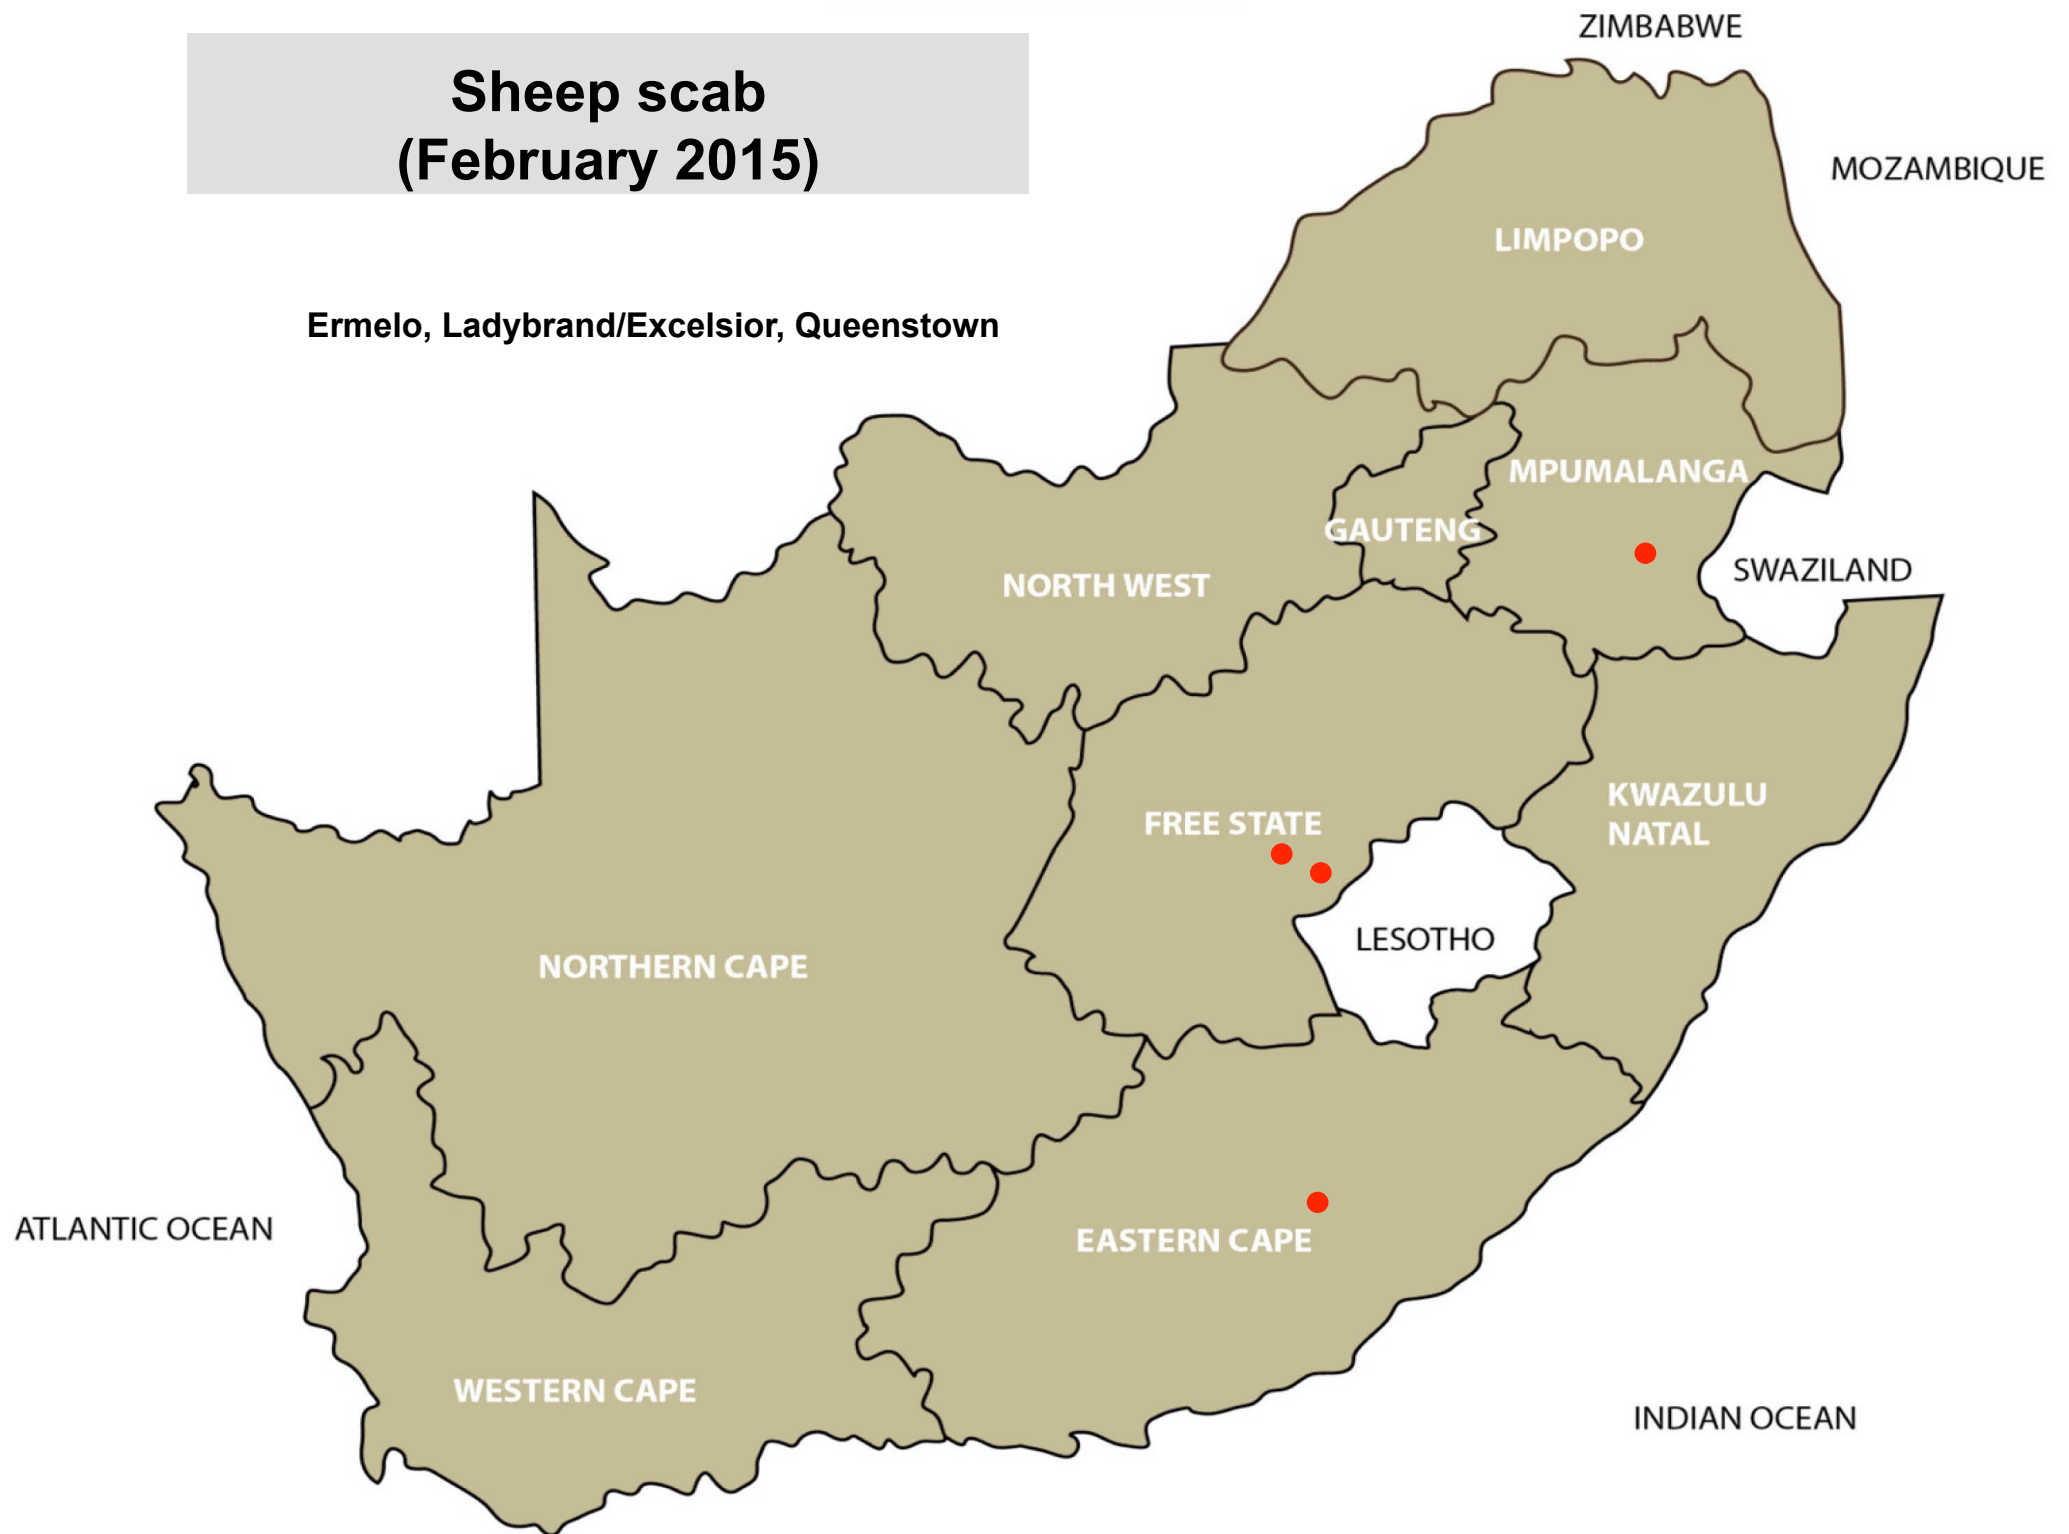 Sheep scab
(February 2015)
Ermelo, Ladybrand/Excelsior, Queenstown
ZIMBABWE
MOZAMBIQUE
LIMPOPO
MPUMALANGA
GAUTENG
SWAZILAND
NORTH WEST
KWAZULU
NATAL
FREE STATE
LESOTHO
NORTHERN CAPE
ATLANTIC OCEAN
EASTERN CAPE
WESTERN CAPE
INDIAN OCEAN